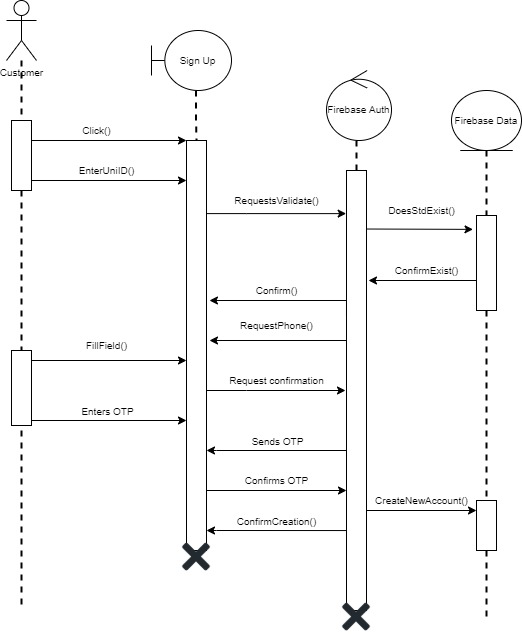 Customer
Sign Up
Firebase Auth
Firebase Data
Click()
EnterUniID()
RequestsValidate()
DoesStdExist()
ConfirmExist()
Confirm()
RequestPhone()
FillField()
Request confirmation
Enters OTP
Sends OTP
Confirms OTP
CreateNewAccount()
ConfirmCreation()